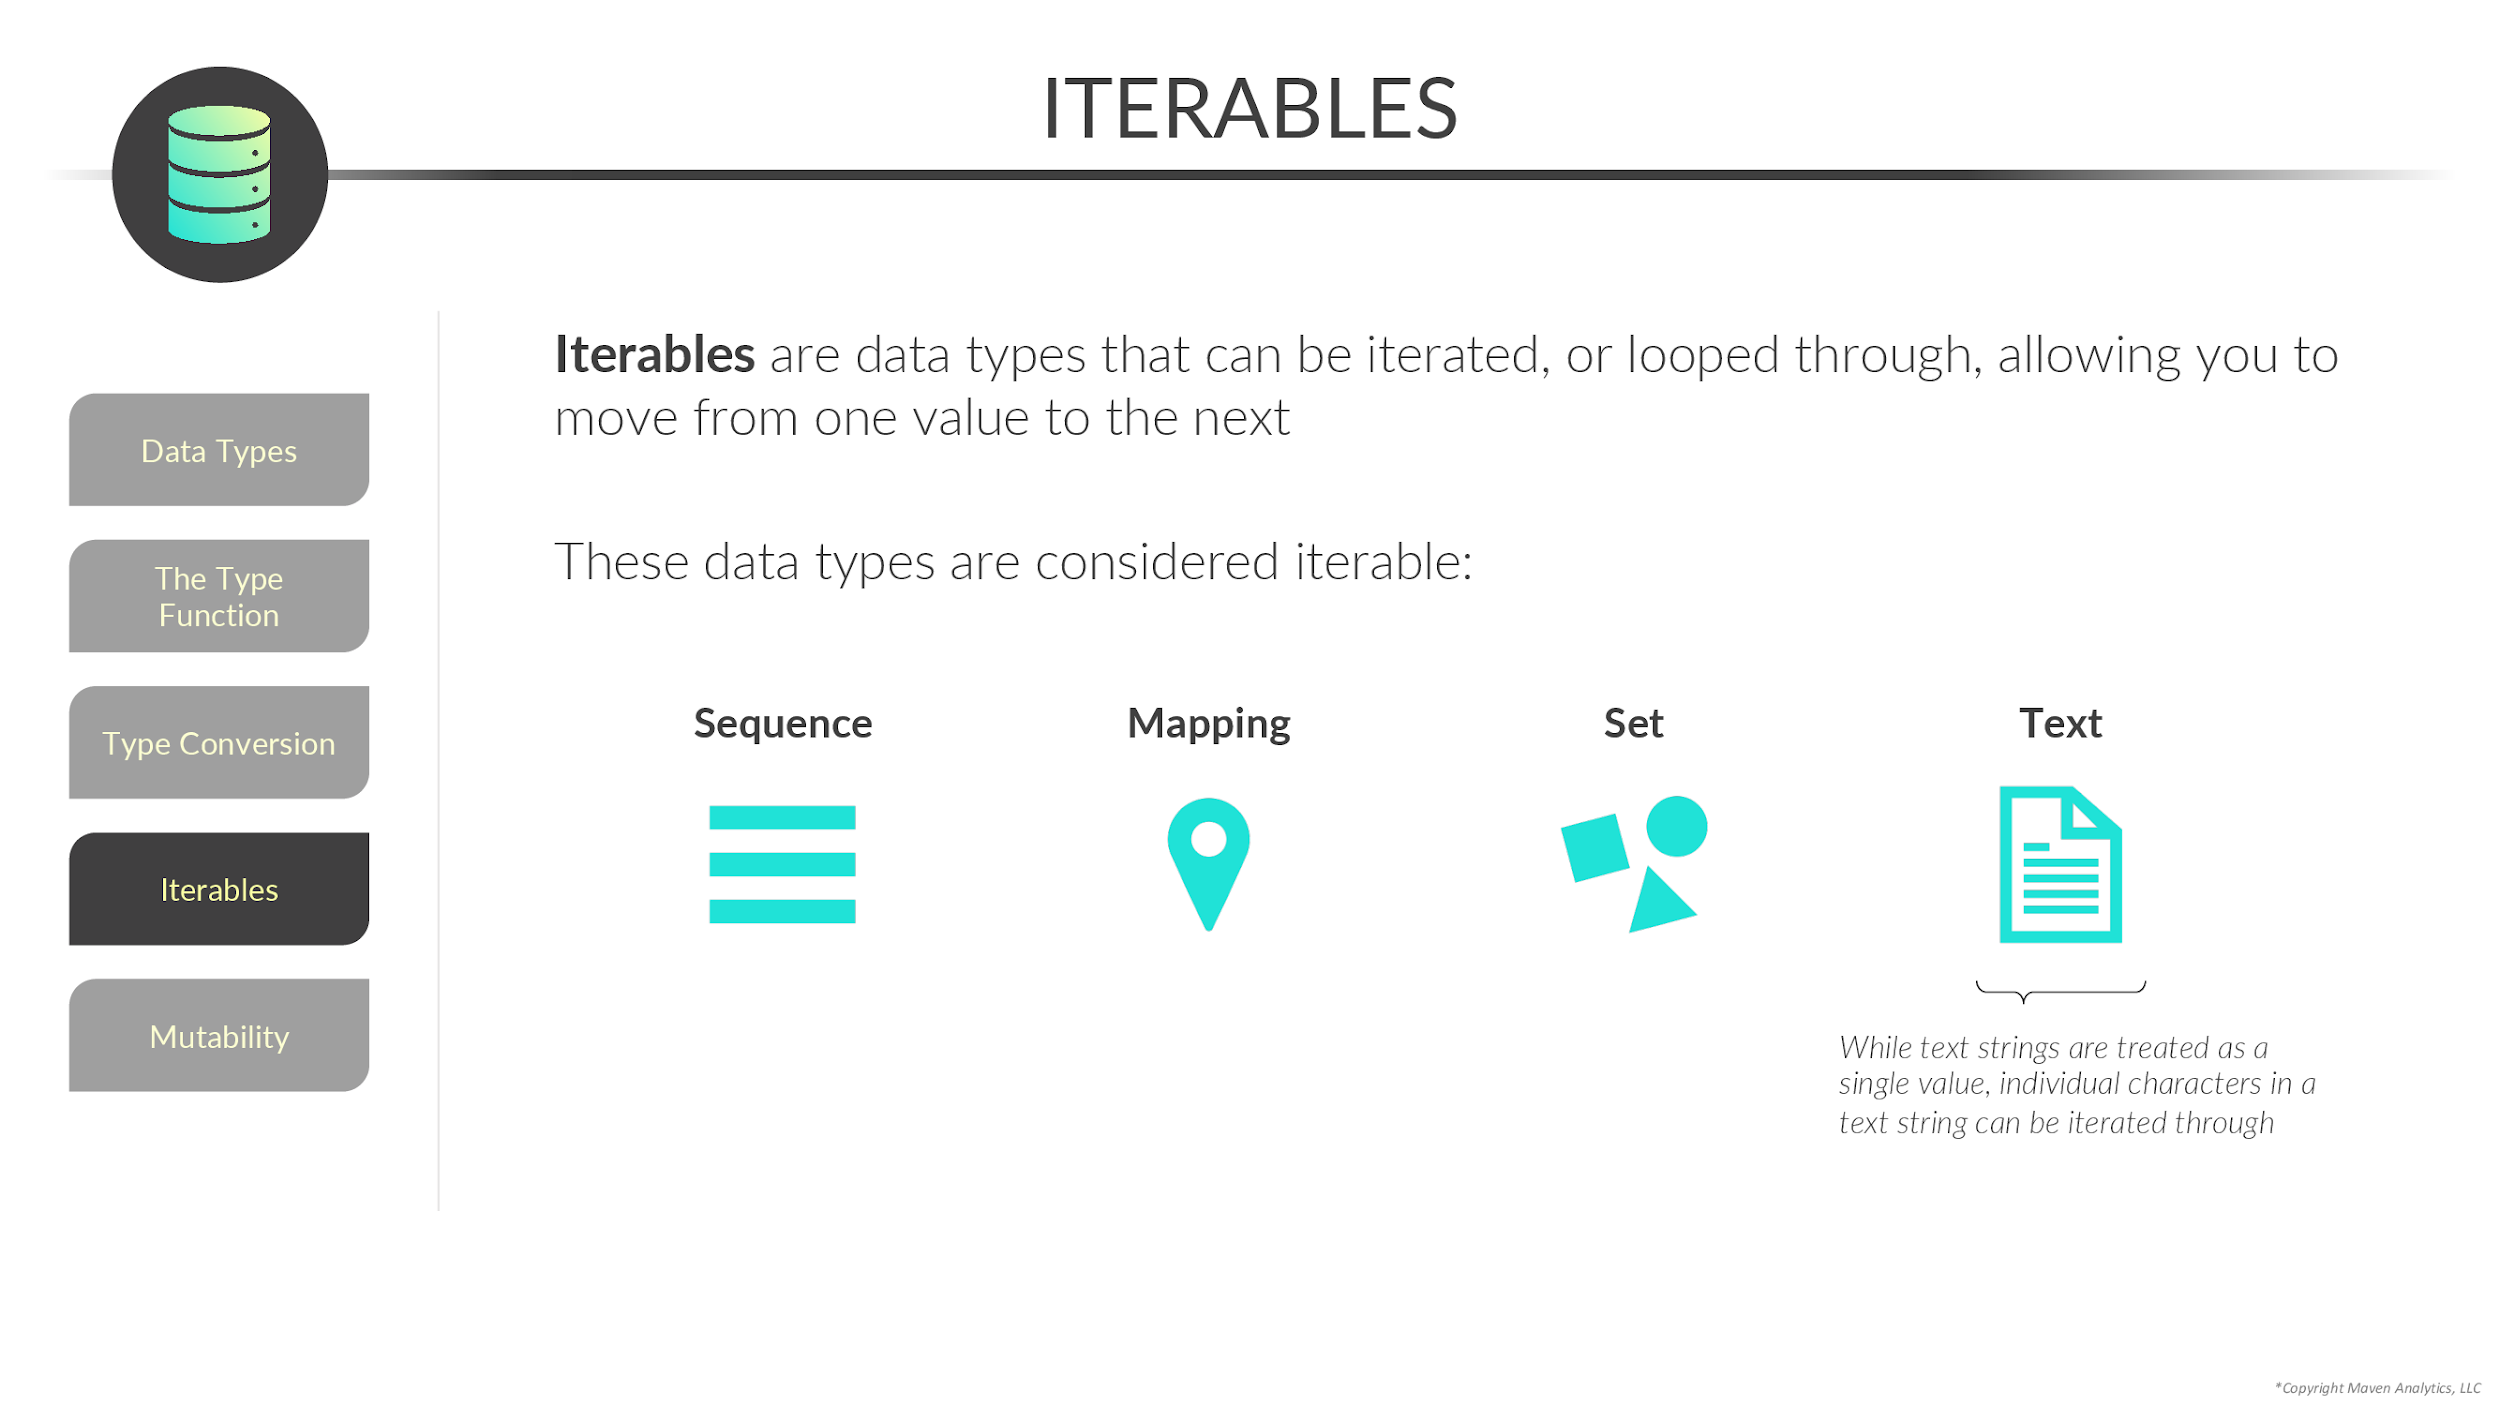 ITERABLES
Data Types
The Type
Function
Type Conversion
Iterables
Mutability
Iterables are data types that can be iterated, or looped through, allowing you to
move from one value to the next
These data types are considered iterable:
Sequence
Mapping
Set
Text
While text strings are treated as a
single value, individual characters in a
text string can be iterated through
*Copyright Maven Analytics, LLC